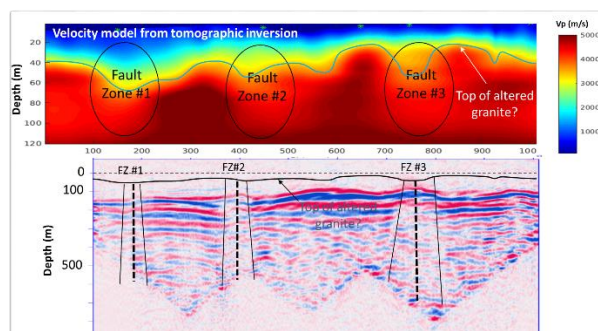 Velocity model from tomographic inversion
Vp (m/s)
5000
4000
3000
2000
1000
0
Depth (m)
20
40
60
80
100
120
Fault
Zone #1
Fault
Zone #2
Fault
Zone #3
Top of altered
granite?
100 200 300 400 500 600 700 800 900 1000
FZ #1
FZ#2
FZ #3
Depth (m)
0
100
500
Top of altered
granite?